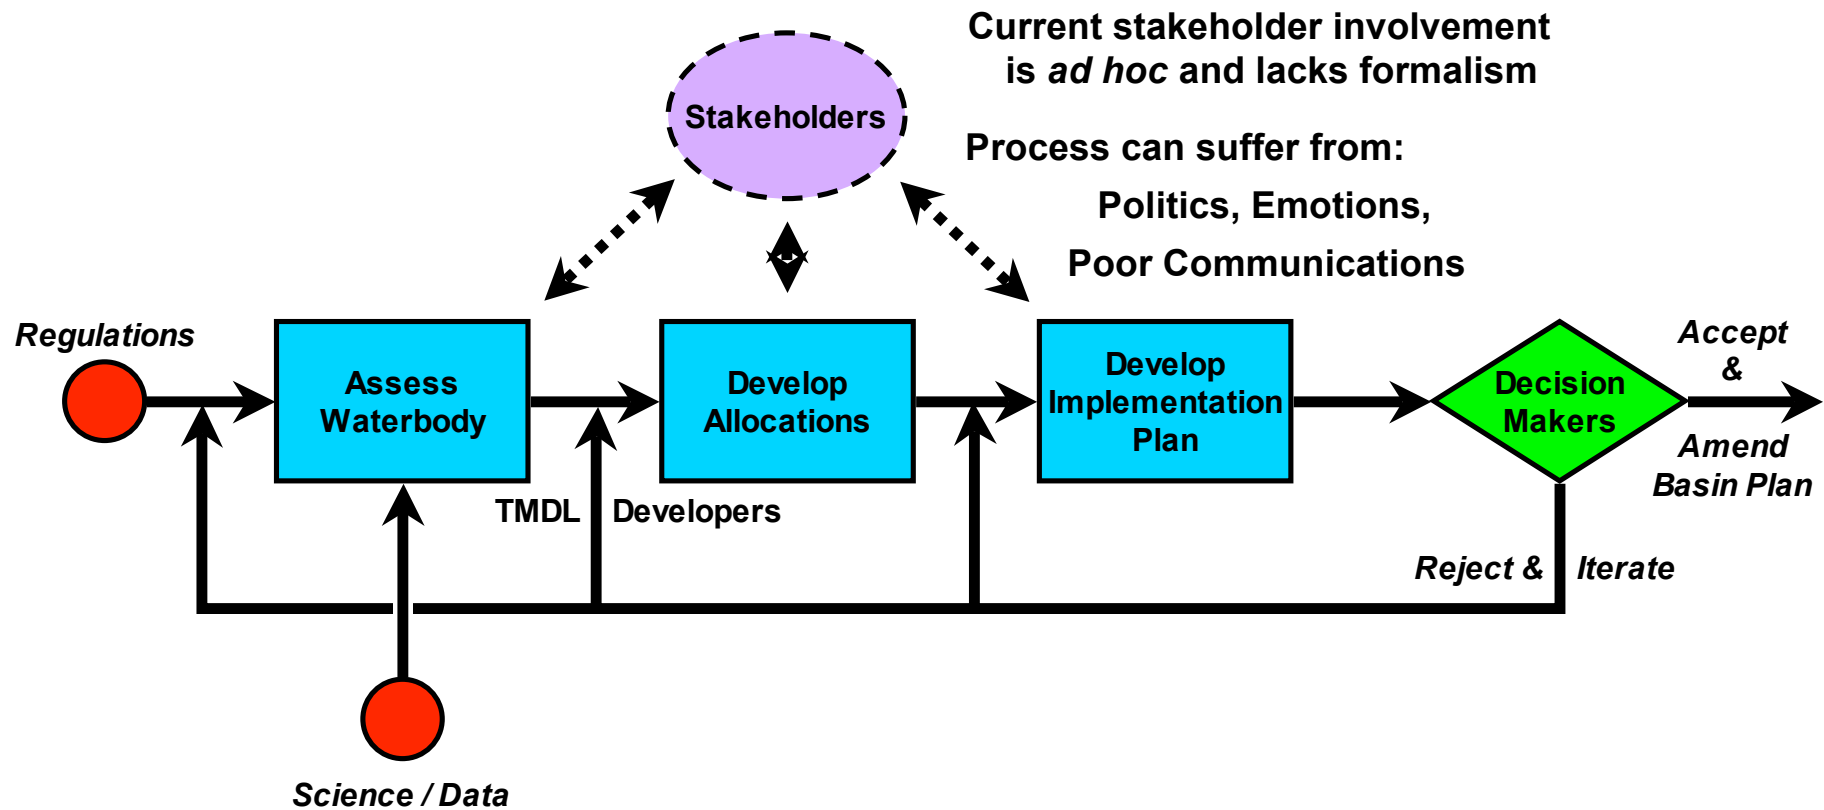 Current stakeholder involvement
is ad hoc and lacks formalism
Stakeholders
Process can suffer from:
Politics, Emotions,
Poor Communications
Regulations
Assess
Waterbody
Develop
Allocations
Develop
Implementation
Plan
Decision
Makers
Accept
&
Amend
Basin Plan
TMDL Developers
Reject & Iterate
Science / Data